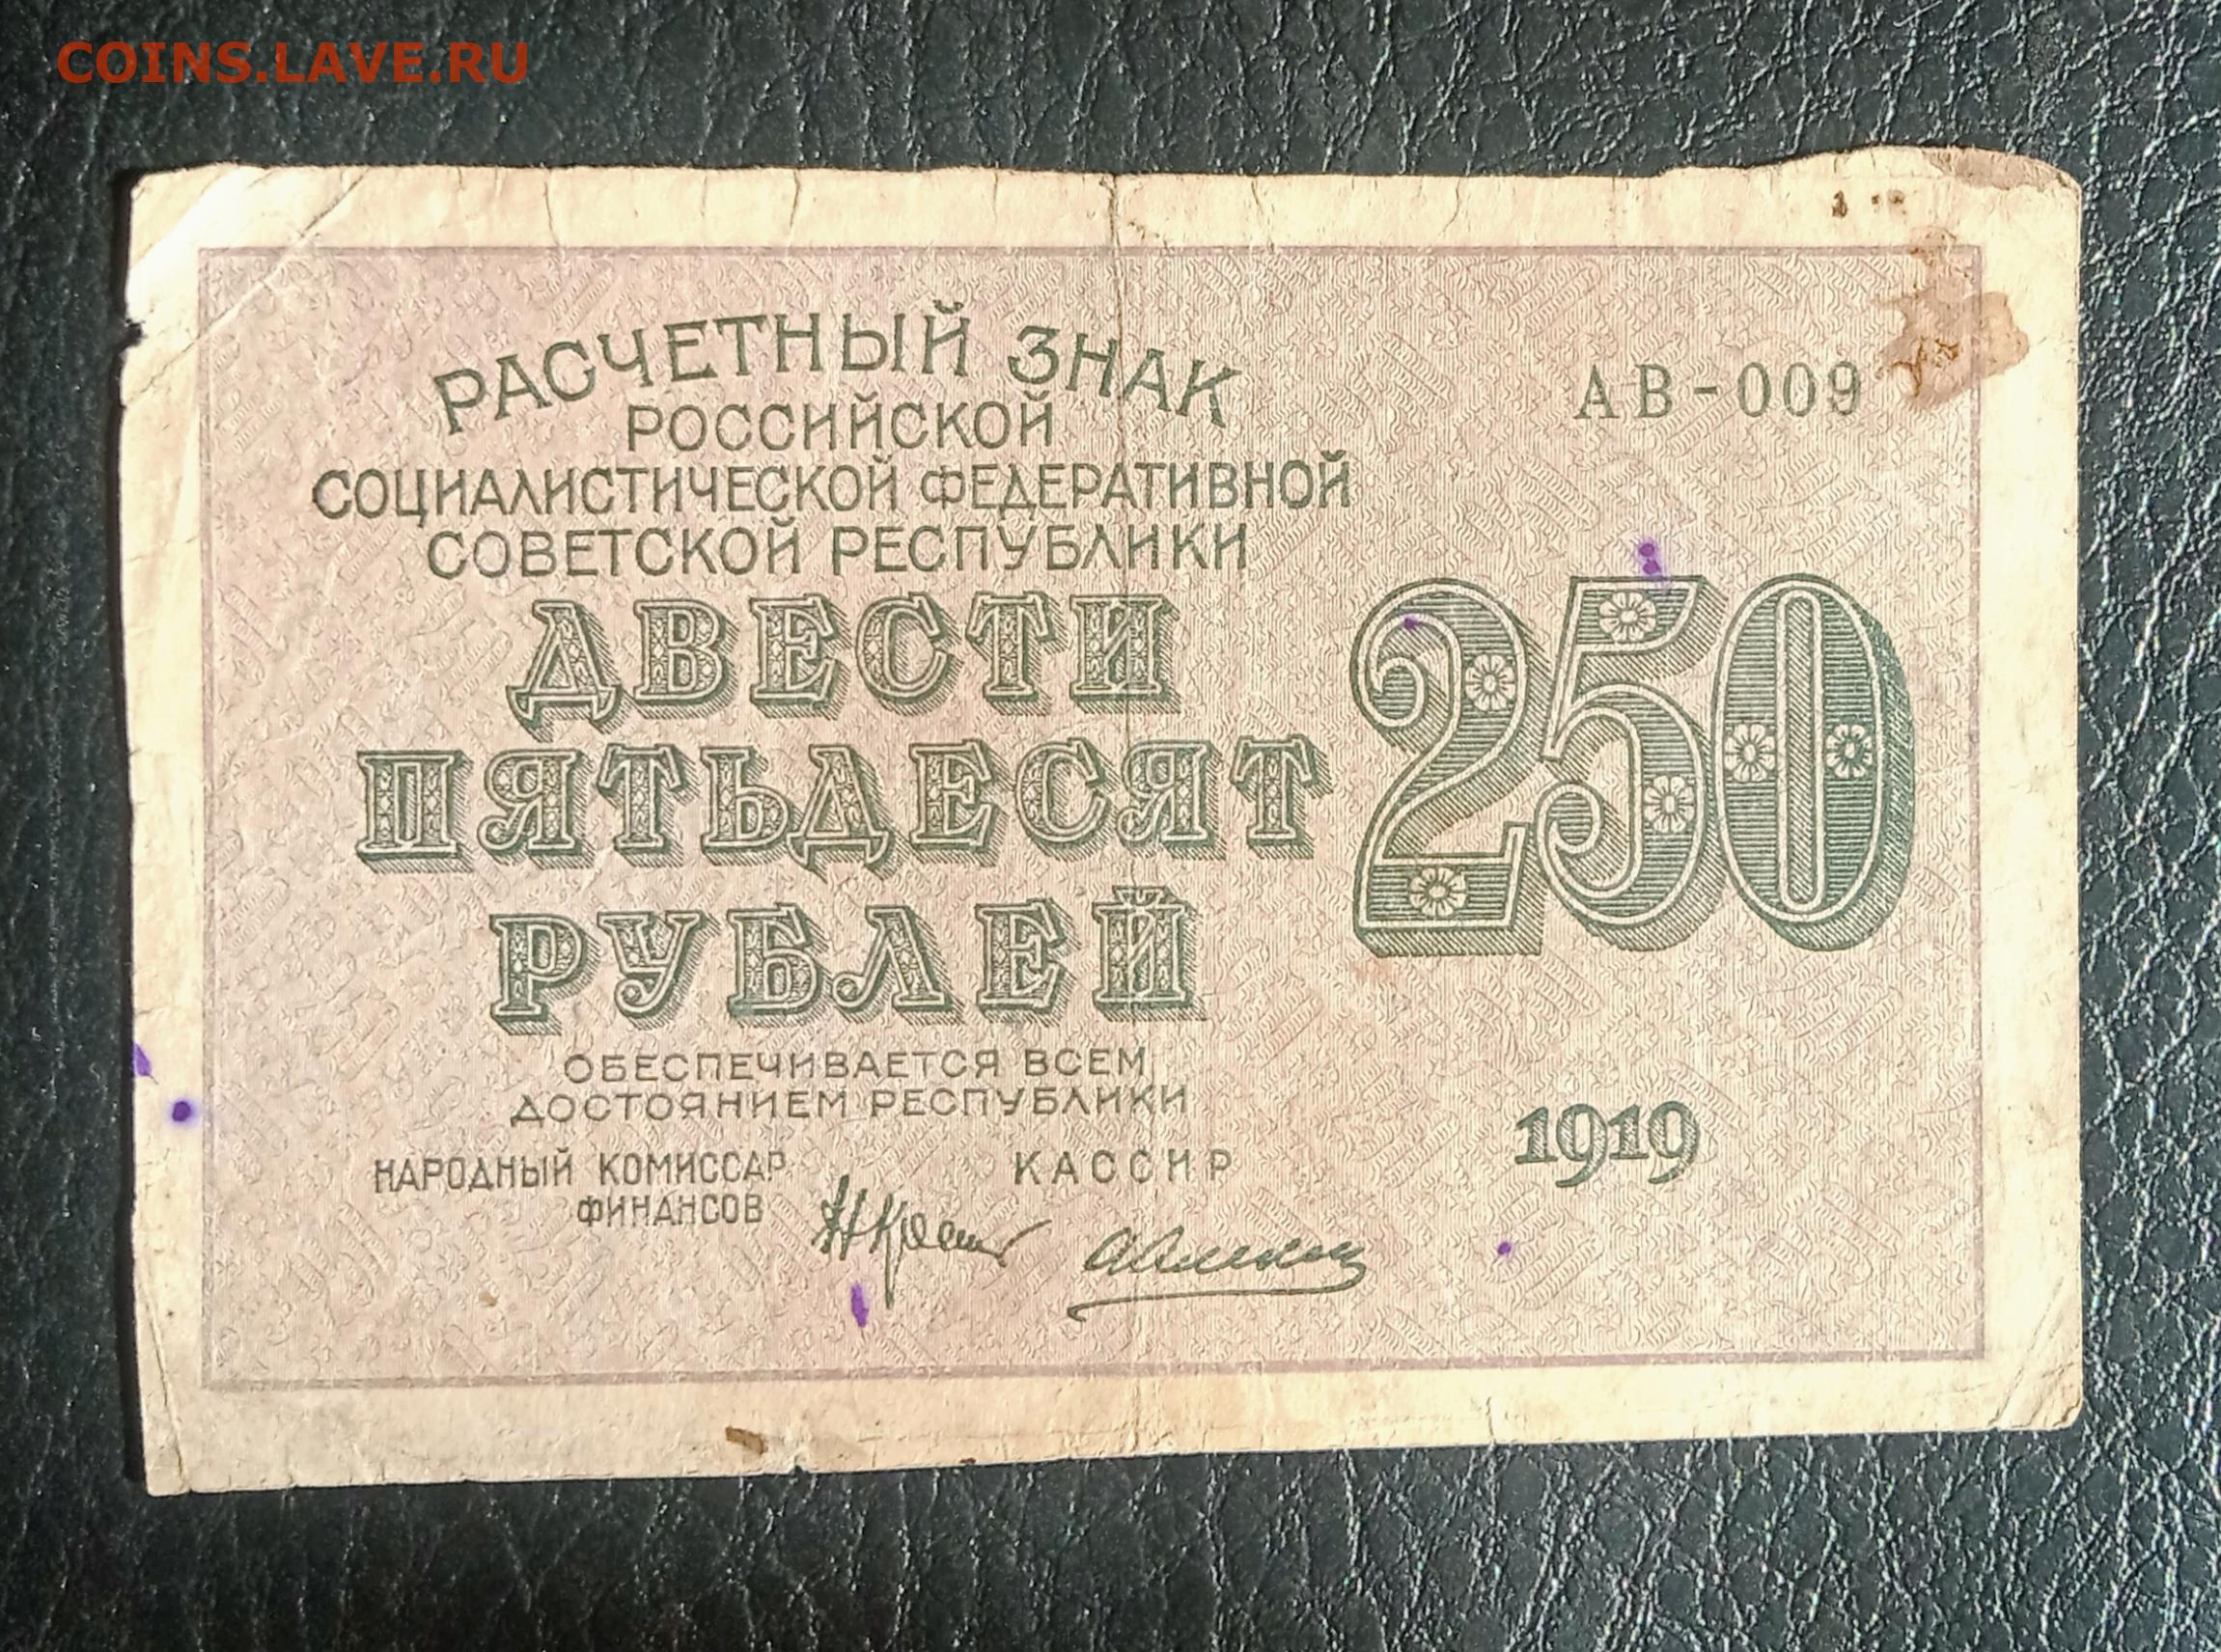 COINS.LAVE.RU
РАСЧЕТНЫЙ ЗНАК
РОССИЙСКОЙ
СОЦИАЛИСТИЧЕСКОЙ ФЕДЕРАТИВНОЙ
СОВЕТСКОЙ РЕСПУБЛИКИ
АВ-009
ДВЕСТИ
ПЯТЬДЕСЯТ
РУБЛЕЙ
250
ОБЕСПЕЧИВАЕТСЯ ВСЕМ
ДОСТОЯНИЕМ РЕСПУБЛИКИ
НАРОДНЫЙ КОМИССАР
ФИНАНСОВ
КАССИР
1919